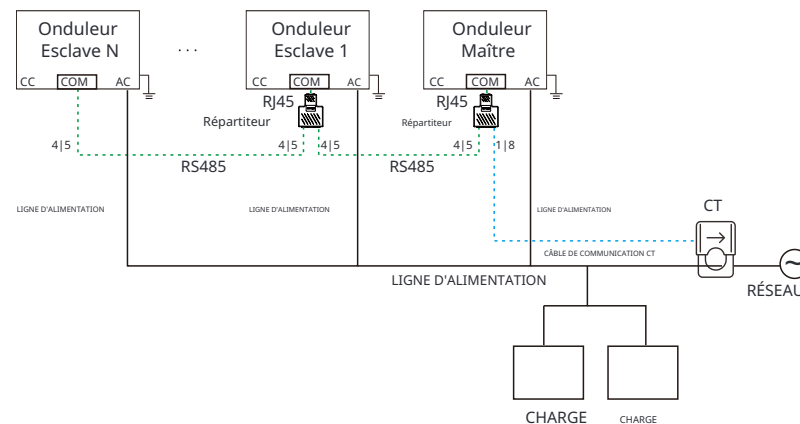 Onduleur
Esclave N
. . .
Onduleur
Esclave 1
Onduleur
Maître
CC COM AC
CC COM AC
CC COM AC
RJ45
RJ45
Répartiteur
Répartiteur
4|5
4|5
4|5
4|5
1|8
RS485
RS485
LIGNE D'ALIMENTATION
LIGNE D'ALIMENTATION
LIGNE D'ALIMENTATION
CT
CÂBLE DE COMMUNICATION CT
LIGNE D'ALIMENTATION
RÉSEAU
CHARGE
CHARGE